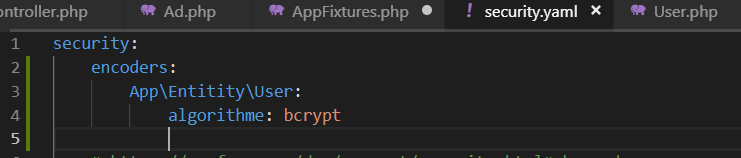 ontroller.php Ad.php AppFixtures.php security.yaml User.php
1 security:
2 encoders:
3 App\Entitity\User:
4 algorithme: bcrypt
5